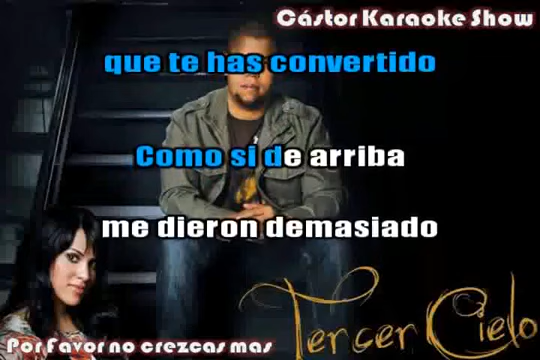 Cástor Karaoke Show
que te has convertido
Como si de arriba
me dieron demasiado
Tercer Cielo
Por Favor no crezcas mas